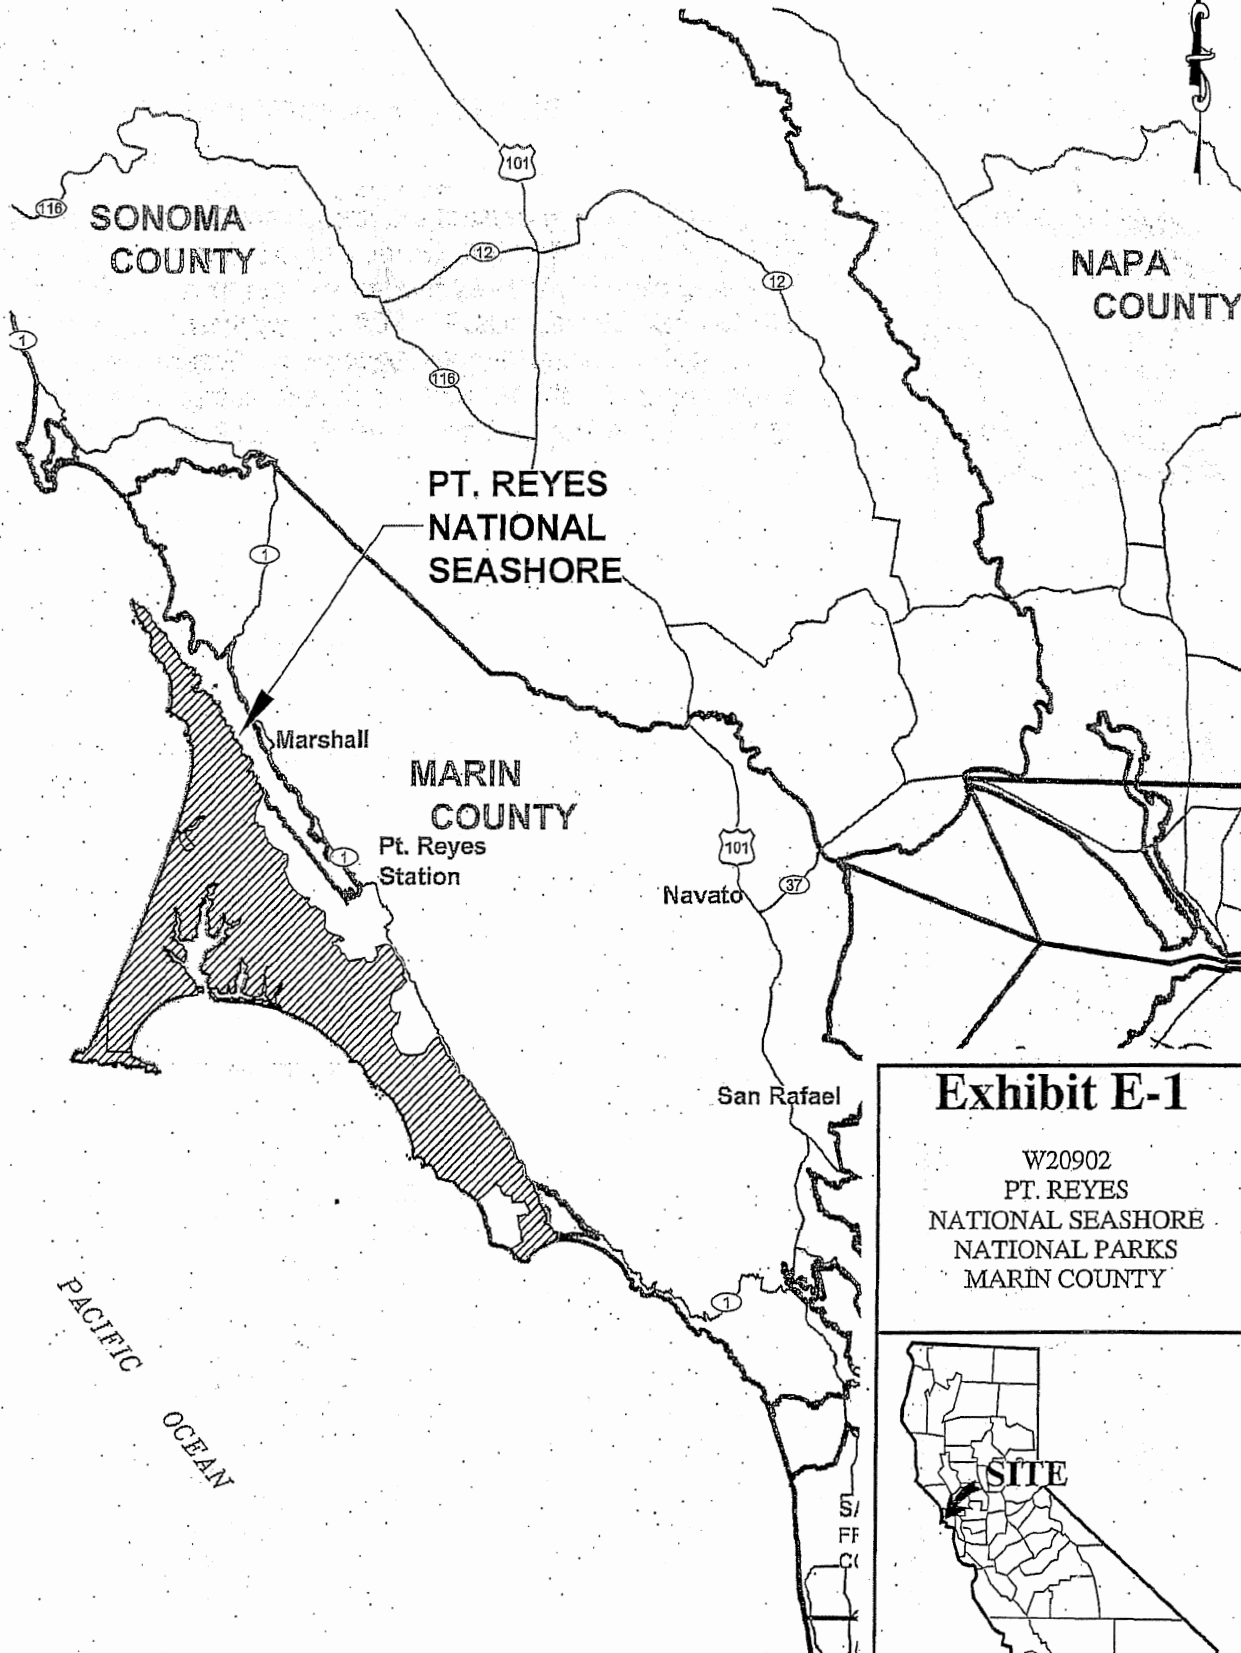 101
116
SONOMA
COUNTY
12
12
NAPA
COUNTY
1
116
PT. REYES
NATIONAL
SEASHORE
1
Marshall
MARIN
COUNTY
101
1
Pt. Reyes
Station
37
Navato
San Rafael
Exhibit E-1
W20902
PT. REYES
NATIONAL SEASHORE
NATIONAL PARKS
MARIN COUNTY
1
PACIFIC
OCEAN
SITE